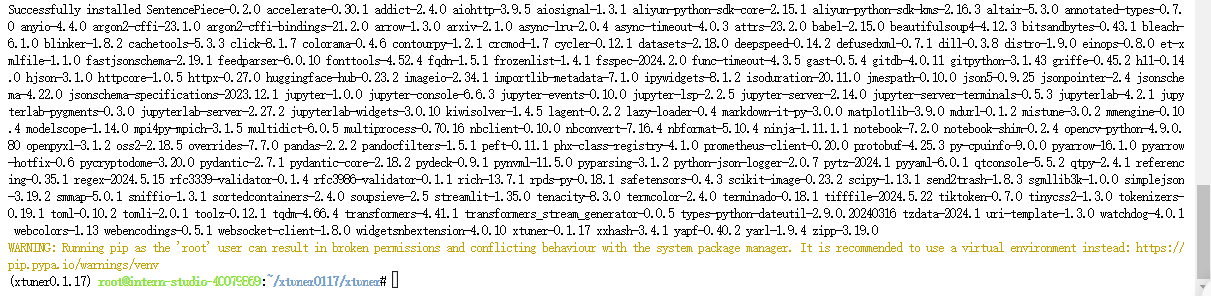 Successfully installed SentencePiece-0.2.0 accelerate-0.30.1 addict-2.4.0 aiohttp-3.9.5 aiosignal-1.3.1 aliyun-python-sdk-core-2.15.1 aliyun-python-sdk-kms-2.16.3 altair-5.3.0 annotated-types-0.7.
0 anyio-4.4.0 argon2-cffi-23.1.0 argon2-cffi-bindings-21.2.0 arrow-1.3.0 arxiv-2.1.0 async-lru-2.0.4 async-timeout-4.0.3 attrs-23.2.0 babel-2.15.0 beautifulsoup4-4.12.3 bitsandbytes-0.43.1 bleach-
6.1.0 blinker-1.8.2 cachetools-5.3.3 click-8.1.7 colorama-0.4.6 contourpy-1.2.1 crcmod-1.7 cycler-0.12.1 datasets-2.18.0 deepspeed-0.14.2 defusedxml-0.7.1 dill-0.3.8 distro-1.9.0 einops-0.8.0 et-x
mlfile-1.1.0 fastjsonschema-2.19.1 feedparser-6.0.10 fonttools-4.52.4 fqdn-1.5.1 frozenlist-1.4.1 fsspec-2024.2.0 func-timeout-4.3.5 gast-0.5.4 gitdb-4.0.11 gitpython-3.1.43 griffe-0.45.2 h11-0.14
.0 hjson-3.1.0 httpcore-1.0.5 httpx-0.27.0 huggingface-hub-0.23.2 imageio-2.34.1 importlib-metadata-7.1.0 ipywidgets-8.1.2 isoduration-20.11.0 jmespath-0.10.0 json5-0.9.25 jsonpointer-2.4 jsonsche
ma-4.22.0 jsonschema-specifications-2023.12.1 jupyter-1.0.0 jupyter-console-6.6.3 jupyter-events-0.10.0 jupyter-lsp-2.2.5 jupyter-server-2.14.0 jupyter-server-terminals-0.5.3 jupyterlab-4.2.1 jupy
terlab-pygments-0.3.0 jupyterlab-server-2.27.2 jupyterlab-widgets-3.0.10 kiwisolver-1.4.5 lagent-0.2.2 lazy-loader-0.4 markdown-it-py-3.0.0 matplotlib-3.9.0 mdurl-0.1.2 mistune-3.0.2 mmengine-0.10
.4 modelscope-1.14.0 mpi4py-mpich-3.1.5 multidict-6.0.5 multiprocess-0.70.16 nbclient-0.10.0 nbconvert-7.16.4 nbformat-5.10.4 ninja-1.11.1.1 notebook-7.2.0 notebook-shim-0.2.4 opencv-python-4.9.0.
80 openpyxl-3.1.2 oss2-2.18.5 overrides-7.7.0 pandas-2.2.2 pandocfilters-1.5.1 peft-0.11.1 phx-class-registry-4.1.0 prometheus-client-0.20.0 protobuf-4.25.3 py-cpuinfo-9.0.0 pyarrow-16.1.0 pyarrow
-hotfix-0.6 pycryptodome-3.20.0 pydantic-2.7.1 pydantic-core-2.18.2 pydeck-0.9.1 pynvml-11.5.0 pyparsing-3.1.2 python-json-logger-2.0.7 pytz-2024.1 pyyaml-6.0.1 qtconsole-5.5.2 qtpy-2.4.1 referenc
ing-0.35.1 regex-2024.5.15 rfc3339-validator-0.1.4 rfc3986-validator-0.1.1 rich-13.7.1 rpds-py-0.18.1 safetensors-0.4.3 scikit-image-0.23.2 scipy-1.13.1 send2trash-1.8.3 sgmllib3k-1.0.0 simplejson
-3.19.2 smmap-5.0.1 sniffio-1.3.1 sortedcontainers-2.4.0 soupsieve-2.5 streamlit-1.35.0 tenacity-8.3.0 termcolor-2.4.0 terminado-0.18.1 tifffile-2024.5.22 tiktoken-0.7.0 tinycss2-1.3.0 tokenizers-
0.19.1 toml-0.10.2 tomli-2.0.1 toolz-0.12.1 tqdm-4.66.4 transformers-4.41.1 transformers_stream_generator-0.0.5 types-python-dateutil-2.9.0.20240316 tzdata-2024.1 uri-template-1.3.0 watchdog-4.0.1
webcolors-1.13 webencodings-0.5.1 websocket-client-1.8.0 widgetsnbextension-4.0.10 xtuner-0.1.17 xxhash-3.4.1 yapf-0.40.2 yarl-1.9.4 zipp-3.19.0
WARNING: Running pip as the 'root' user can result in broken permissions and conflicting behaviour with the system package manager. It is recommended to use a virtual environment instead: https://
pip.pypa.io/warnings/venv
(xtuner0.1.17) root@intern-studio-40079869:~/xtuner0117/xtuner#